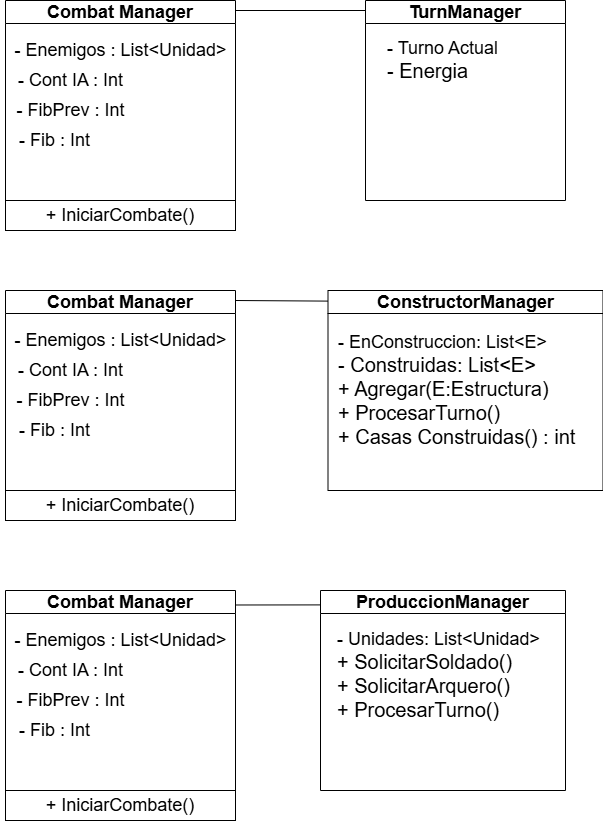 Combat Manager
- Enemigos : List<Unidad>
- Cont IA : Int
- FibPrev : Int
- Fib : Int
+ IniciarCombate()
TurnManager
- Turno Actual
- Energia
Combat Manager
- Enemigos : List<Unidad>
- Cont IA : Int
- FibPrev : Int
- Fib : Int
+ IniciarCombate()
ConstructorManager
- EnConstruccion: List<E>
- Construidas: List<E>
+ Agregar(E:Estructura)
+ ProcesarTurno()
+ Casas Construidas() : int
Combat Manager
- Enemigos : List<Unidad>
- Cont IA : Int
- FibPrev : Int
- Fib : Int
+ IniciarCombate()
ProduccionManager
- Unidades: List<Unidad>
+ SolicitarSoldado()
+ SolicitarArquero()
+ ProcesarTurno()